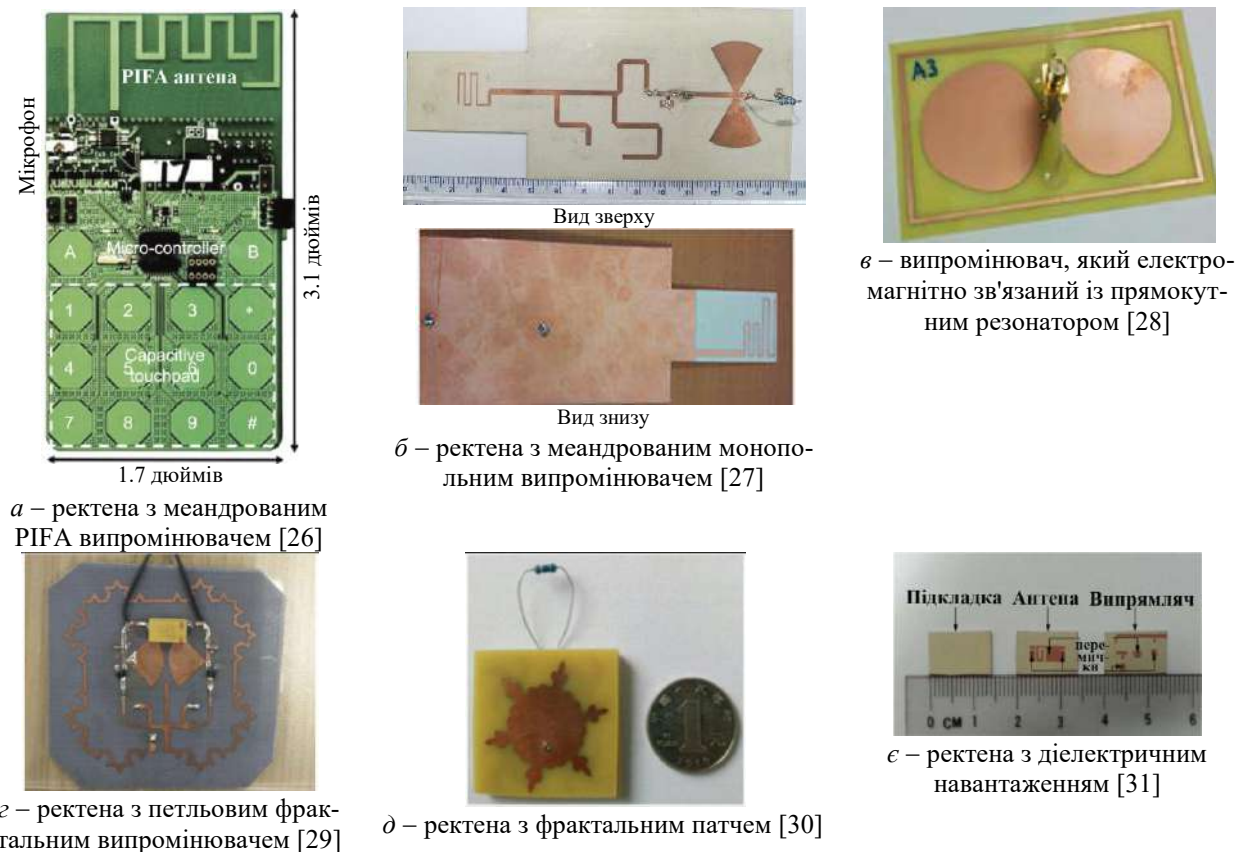 PIFA антена
Мікрофон
17
A
Micro-controller
B
1
2
3
*
4
5
6
0
Capacitive
touchpad
7
8
9
#
3.1 дюймів
1.7 дюймів
а – ректена з меандрованим
PIFA випромінювачем [26]
Вид зверху
Вид знизу
б – ректена з меандрованим монопо-
льним випромінювачем [27]
A3
в – випромінювач, який електро-
магнітно зв'язаний із прямокут-
ним резонатором [28]
г – ректена з петльовим фрак-
тальним випромінювачем [29]
1
д – ректена з фрактальним патчем [30]
Підкладка Антена Випрямляч
пере-
мич-
ки
0 CM 1 2 3 4 5 6
є – ректена з діелектричним
навантаженням [31]